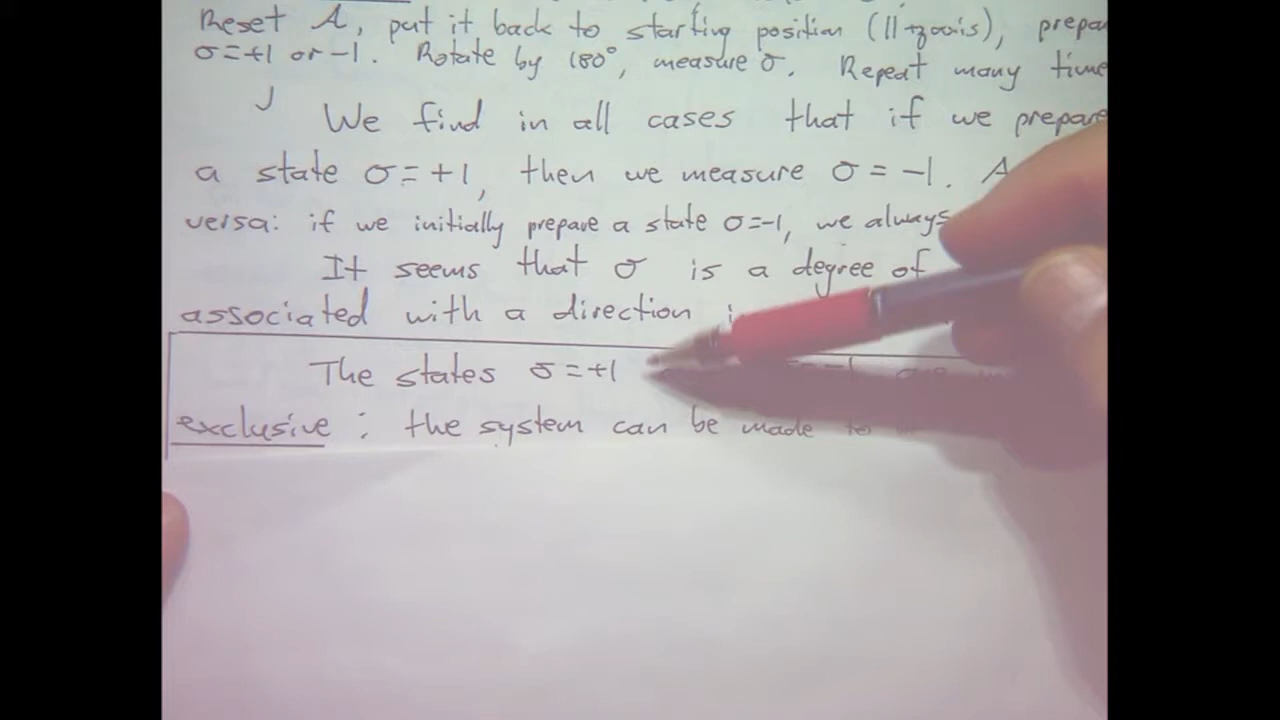 Reset A, put it back to starting position (|| +z axis), prepa
σ=+1 or -1. Rotate by 180°, measure σ. Repeat many time
We find in all cases that if we prepare
a state σ=+1, then we measure σ=-1. A
versa: if we initially prepare a state σ=-1, we always
It seems that σ is a degree of
associated with a direction i
The states σ=+1 -1 are
exclusive : the system can be made to